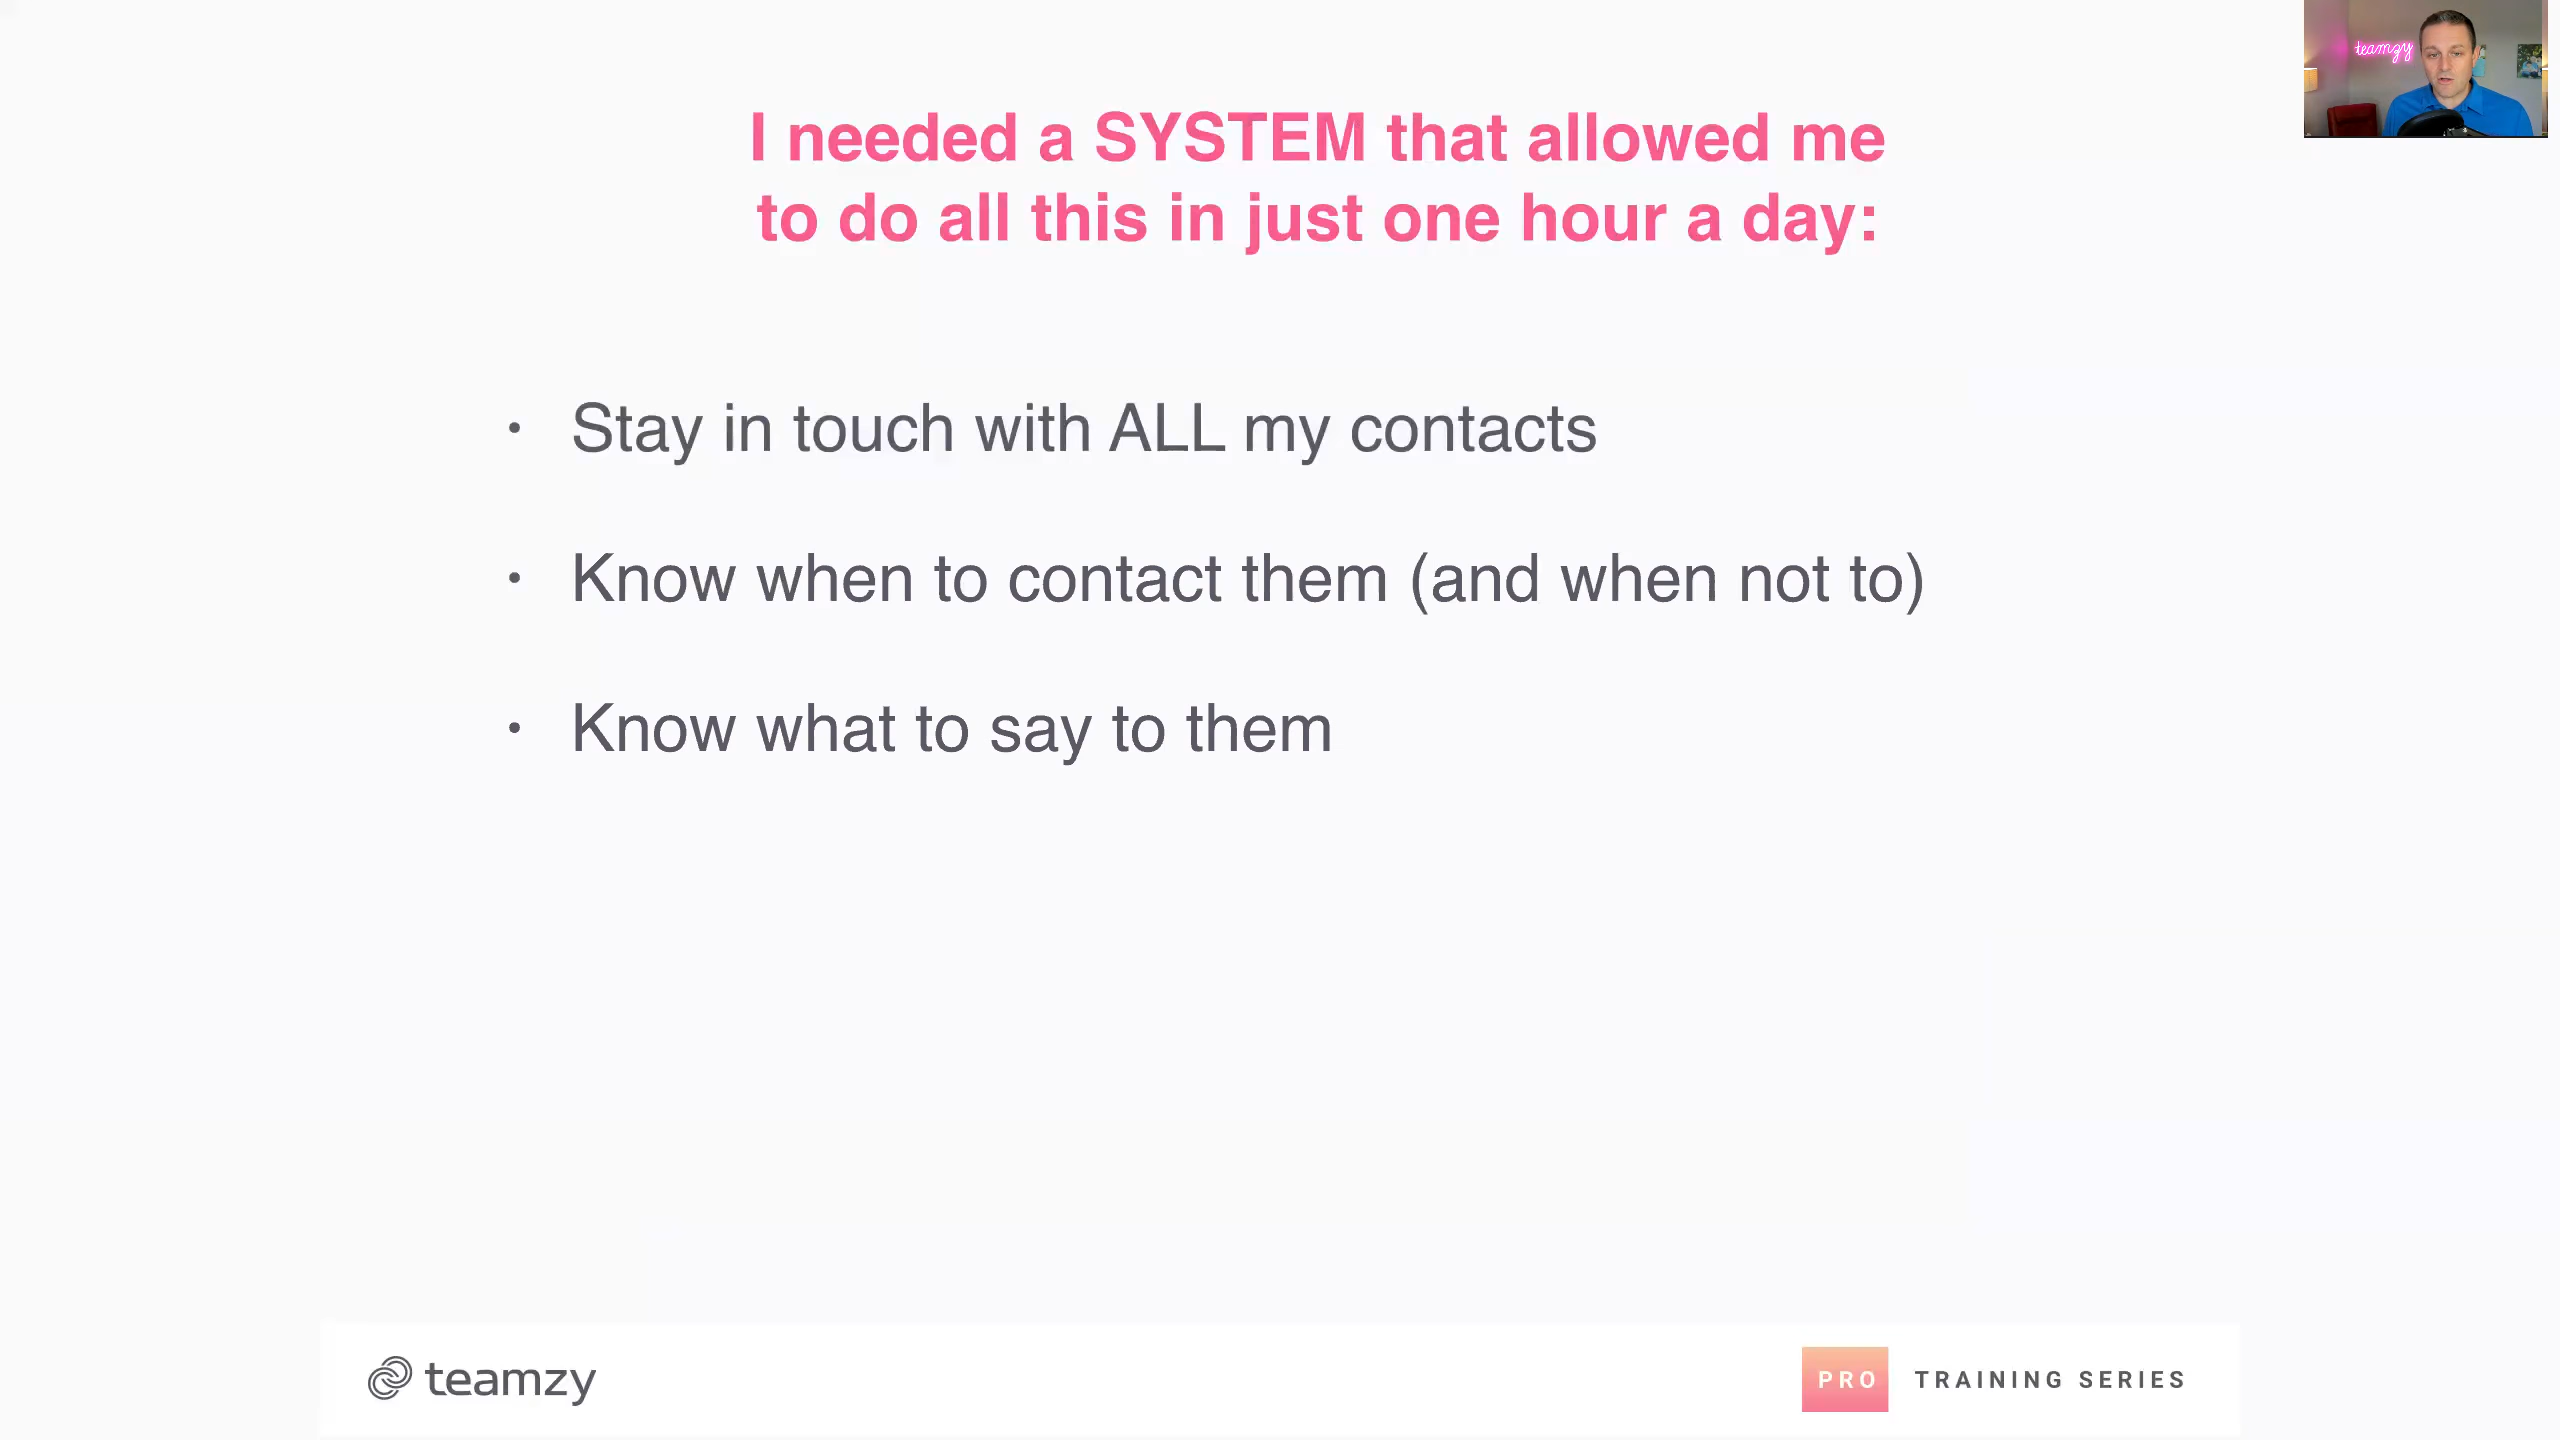 teamzy
I needed a SYSTEM that allowed me
to do all this in just one hour a day:
• Stay in touch with ALL my contacts
• Know when to contact them (and when not to)
• Know what to say to them
teamzy
PRO TRAINING SERIES